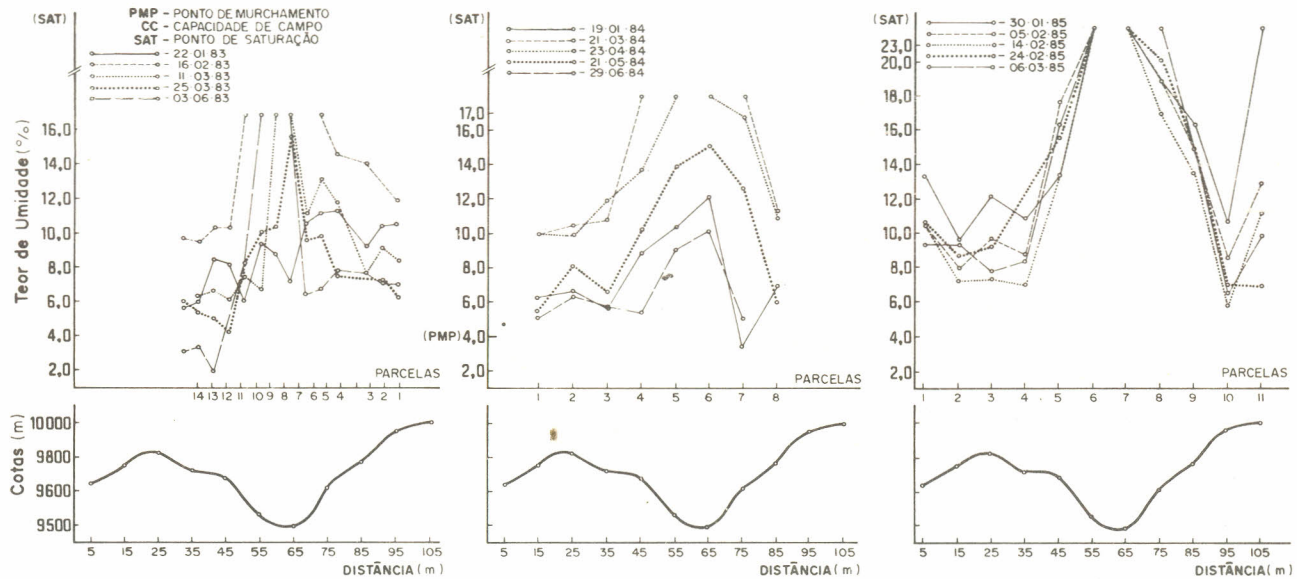 PMP - PONTO DE MURCHAMENTO
CC - CAPACIDADE DE CAMPO
SAT - PONTO DE SATURAÇÃO
(SAT)
22·01·83
16·02·83
11·03·83
25·03·83
03·06·83
Teor de Umidade (%)
16,0
14,0
12,0
10,0
8,0
6,0
4,0
2,0
PARCELAS
14 13 12 11 10 9 8 7 6 5 4 3 2 1
(SAT)
19·01·84
21·03·84
23·04·84
21·05·84
29·06·84
17,0
16,0
14,0
12,0
10,0
8,0
6,0
(PMP) 4,0
2,0
PARCELAS
1 2 3 4 5 6 7 8
(SAT)
30·01·85
05·02·85
14·02·85
24·02·85
06·03·85
23,0
20,0
18,0
16,0
14,0
12,0
10,0
8,0
6,0
4,0
2,0
PARCELAS
1 2 3 4 5 6 7 8 9 10 11
Cotas (m)
10000
9800
9600
9500
5 15 25 35 45 55 65 75 85 95 105
DISTÂNCIA (m)
5 15 25 35 45 55 65 75 85 95 105
DISTÂNCIA (m)
5 15 25 35 45 55 65 75 85 95 105
DISTÂNCIA (m)